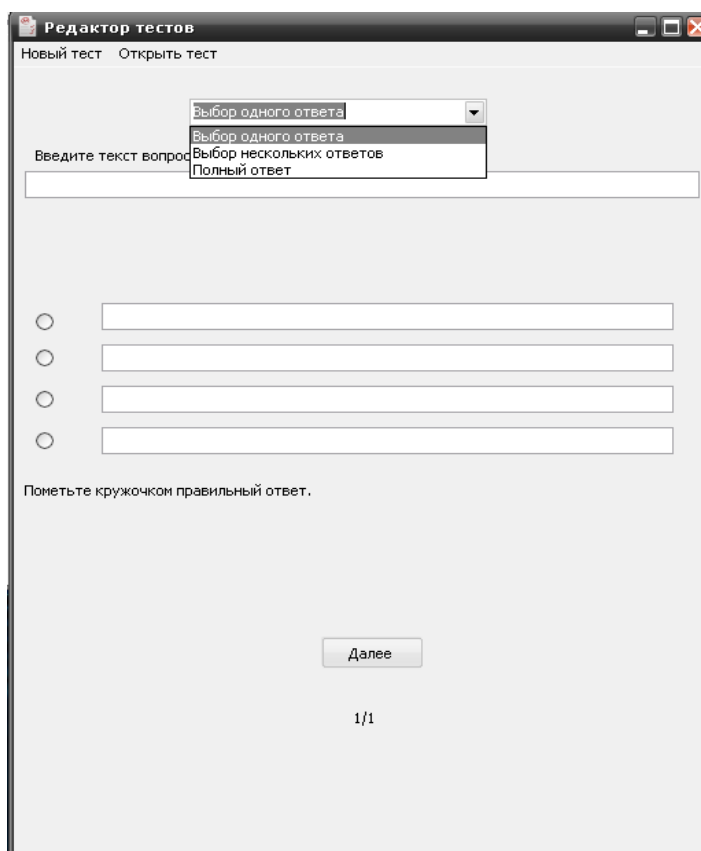 Редактор тестов
Новый тест Открыть тест
Выбор одного ответа
Выбор одного ответа
Выбор нескольких ответов
Полный ответ
Введите текст
Пометьте кружочком правильный ответ.
Далее
1/1